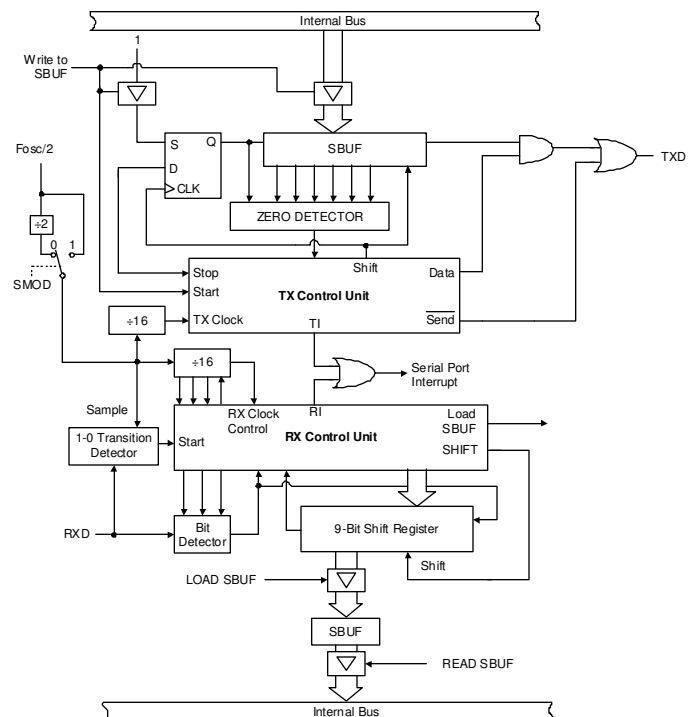 Internal Bus
1
Write to
SBUF
S
Q
D
CLK
SBUF
TXD
Fosc/2
÷2
0 1
SMOD
ZERO DETECTOR
Shift
Stop
Start
TX Clock
TX Control Unit
TI
Data
Send
÷16
÷16
Serial Port
Interrupt
Sample
RX Clock
Control
RI
Load
SBUF
1-0 Transition
Detector
Start
RX Control Unit
SHIFT
RXD
Bit
Detector
9-Bit Shift Register
Shift
LOAD SBUF
SBUF
READ SBUF
Internal Bus